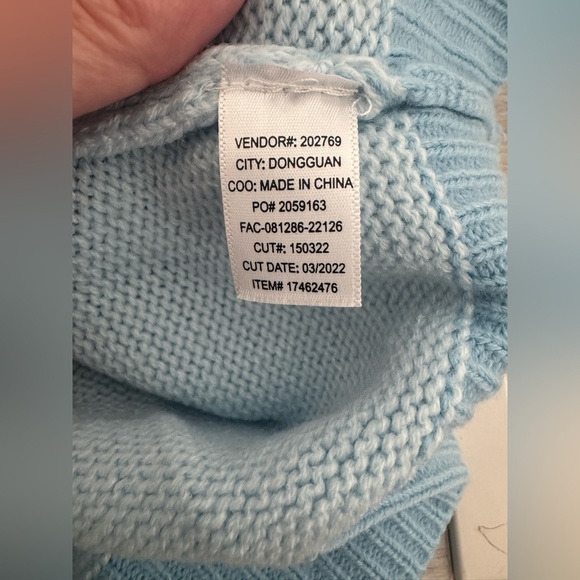 VENDOR#: 202769
CITY: DONGGUAN
COO: MADE IN CHINA
PO# 2059163
FAC-081286-22126
CUT#: 150322
CUT DATE: 03/2022
ITEM# 17462476